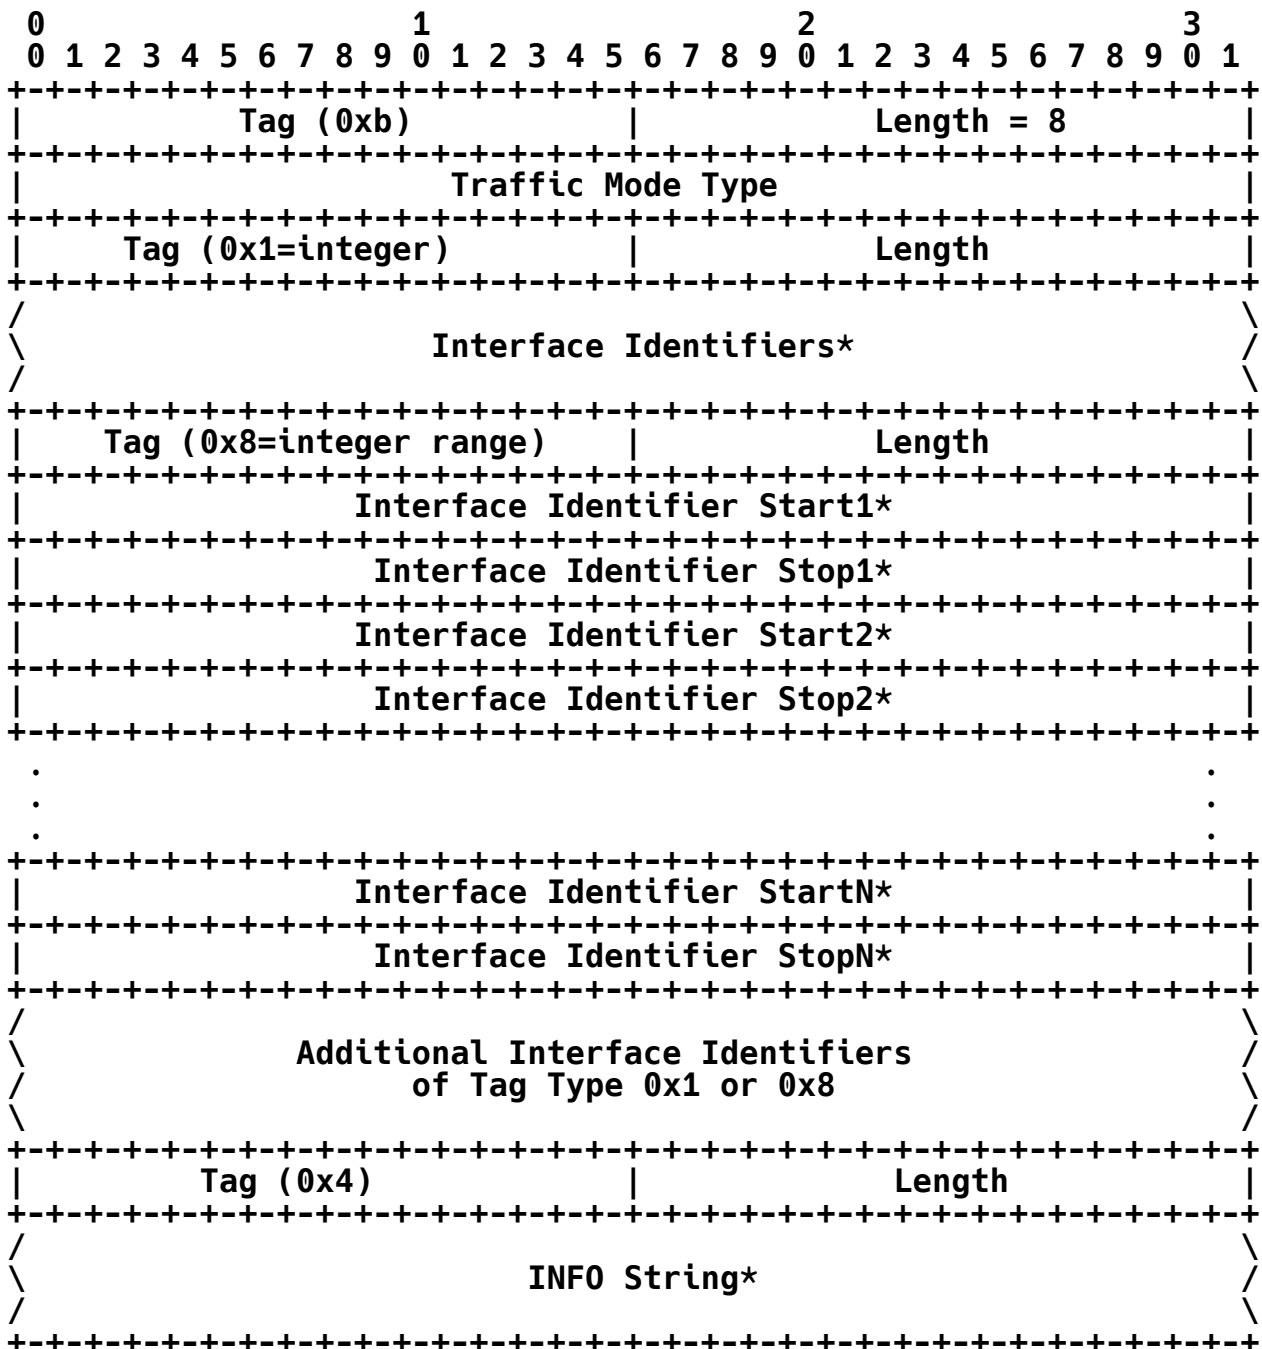 0                   1                   2                   3
 0 1 2 3 4 5 6 7 8 9 0 1 2 3 4 5 6 7 8 9 0 1 2 3 4 5 6 7 8 9 0 1
+-+-+-+-+-+-+-+-+-+-+-+-+-+-+-+-+-+-+-+-+-+-+-+-+-+-+-+-+-+-+-+-+
|           Tag (0xb)           |            Length = 8         |
+-+-+-+-+-+-+-+-+-+-+-+-+-+-+-+-+-+-+-+-+-+-+-+-+-+-+-+-+-+-+-+-+
|                      Traffic Mode Type                        |
+-+-+-+-+-+-+-+-+-+-+-+-+-+-+-+-+-+-+-+-+-+-+-+-+-+-+-+-+-+-+-+-+
|     Tag (0x1=integer)         |            Length             |
+-+-+-+-+-+-+-+-+-+-+-+-+-+-+-+-+-+-+-+-+-+-+-+-+-+-+-+-+-+-+-+-+
/                                                               \
\                     Interface Identifiers*                    /
/                                                               \
+-+-+-+-+-+-+-+-+-+-+-+-+-+-+-+-+-+-+-+-+-+-+-+-+-+-+-+-+-+-+-+-+
|    Tag (0x8=integer range)    |            Length             |
+-+-+-+-+-+-+-+-+-+-+-+-+-+-+-+-+-+-+-+-+-+-+-+-+-+-+-+-+-+-+-+-+
|                 Interface Identifier Start1*                  |
+-+-+-+-+-+-+-+-+-+-+-+-+-+-+-+-+-+-+-+-+-+-+-+-+-+-+-+-+-+-+-+-+
|                  Interface Identifier Stop1*                  |
+-+-+-+-+-+-+-+-+-+-+-+-+-+-+-+-+-+-+-+-+-+-+-+-+-+-+-+-+-+-+-+-+
|                 Interface Identifier Start2*                  |
+-+-+-+-+-+-+-+-+-+-+-+-+-+-+-+-+-+-+-+-+-+-+-+-+-+-+-+-+-+-+-+-+
|                  Interface Identifier Stop2*                  |
+-+-+-+-+-+-+-+-+-+-+-+-+-+-+-+-+-+-+-+-+-+-+-+-+-+-+-+-+-+-+-+-+
 .                                                            .
 .                                                            .
 .                                                            .
+-+-+-+-+-+-+-+-+-+-+-+-+-+-+-+-+-+-+-+-+-+-+-+-+-+-+-+-+-+-+-+-+
|                 Interface Identifier StartN*                  |
+-+-+-+-+-+-+-+-+-+-+-+-+-+-+-+-+-+-+-+-+-+-+-+-+-+-+-+-+-+-+-+-+
|                  Interface Identifier StopN*                  |
+-+-+-+-+-+-+-+-+-+-+-+-+-+-+-+-+-+-+-+-+-+-+-+-+-+-+-+-+-+-+-+-+
/                                                               \
\              Additional Interface Identifiers                 /
/                    of Tag Type 0x1 or 0x8                     \
\                                                               /
+-+-+-+-+-+-+-+-+-+-+-+-+-+-+-+-+-+-+-+-+-+-+-+-+-+-+-+-+-+-+-+-+
|         Tag (0x4)             |             Length            |
+-+-+-+-+-+-+-+-+-+-+-+-+-+-+-+-+-+-+-+-+-+-+-+-+-+-+-+-+-+-+-+-+
/                                                               \
\                          INFO String*                         /
/                                                               \
+-+-+-+-+-+-+-+-+-+-+-+-+-+-+-+-+-+-+-+-+-+-+-+-+-+-+-+-+-+-+-+-+